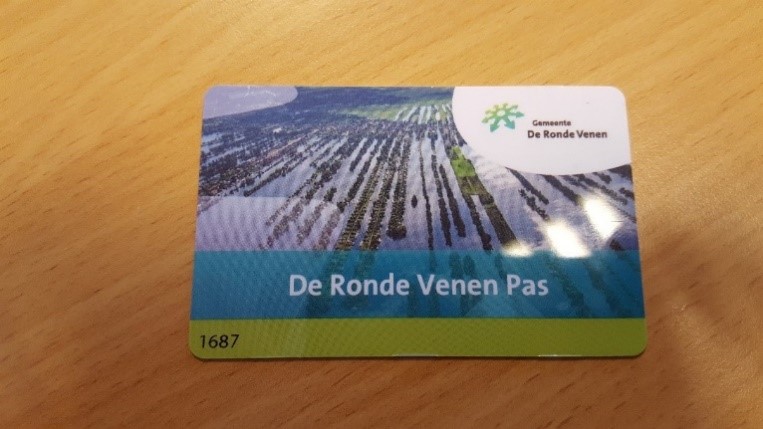 Gemeente
De Ronde Venen
De Ronde Venen Pas
1687